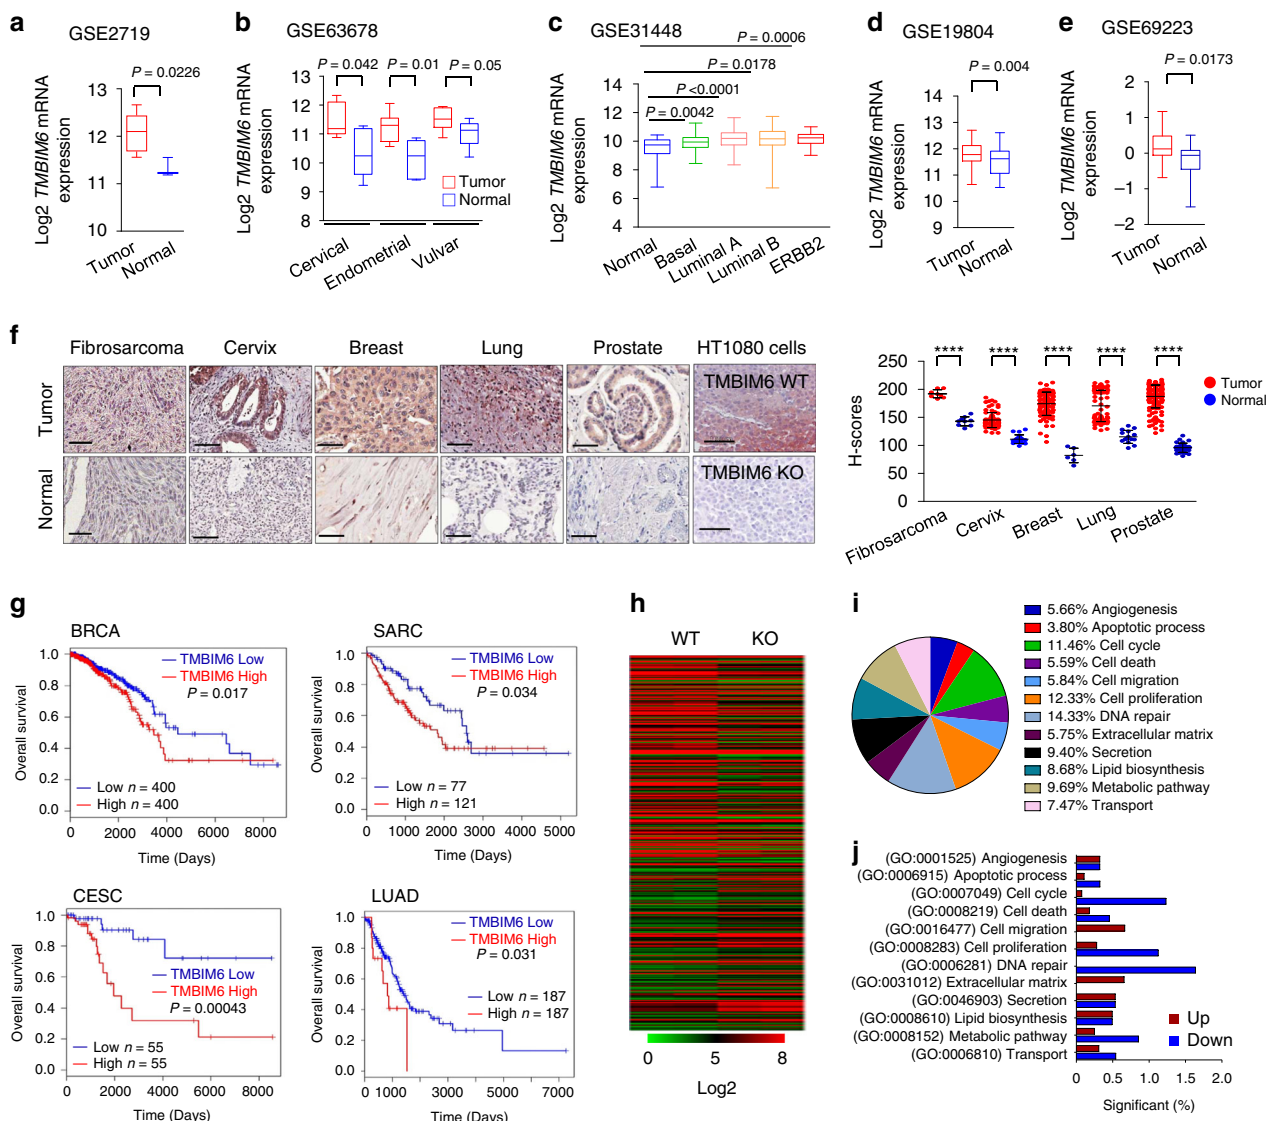 a
GSE2719
P = 0.0226
Log2 TMBIM6 mRNA
expression
13
12
11
10
Tumor
Normal
b
GSE63678
P = 0.042
P = 0.01
P = 0.05
Log2 TMBIM6 mRNA
expression
13
12
11
10
9
8
Tumor
Normal
Cervical
Endometrial
Vulvar
c
GSE31448
P = 0.0006
P = 0.0178
P <0.0001
P = 0.0042
Log2 TMBIM6 mRNA
expression
14
12
10
8
6
4
Normal
Basal
Luminal A
Luminal B
ERBB2
d
GSE19804
P = 0.004
Log2 TMBIM6 mRNA
expression
14
13
12
11
10
9
Tumor
Normal
e
GSE69223
P = 0.0173
Log2 TMBIM6 mRNA
expression
2
1
0
−1
−2
Tumor
Normal
f
Fibrosarcoma
Cervix
Breast
Lung
Prostate
HT1080 cells
Tumor
Normal
TMBIM6 WT
TMBIM6 KO
H-scores
250
200
150
100
50
0
****
****
****
****
****
Tumor
Normal
Fibrosarcoma
Cervix
Breast
Lung
Prostate
g
BRCA
Overall survival
1.0
0.8
0.6
0.4
0.2
0.0
TMBIM6 Low
TMBIM6 High
P = 0.017
Low n = 400
High n = 400
0
2000
4000
6000
8000
Time (Days)
SARC
Overall survival
1.0
0.8
0.6
0.4
0.2
0.0
TMBIM6 Low
TMBIM6 High
P = 0.034
Low n = 77
High n = 121
0
1000
2000
3000
4000
5000
Time (Days)
CESC
Overall survival
1.0
0.8
0.6
0.4
0.2
0.0
TMBIM6 Low
TMBIM6 High
P = 0.00043
Low n = 55
High n = 55
0
2000
4000
6000
8000
Time (Days)
LUAD
Overall survival
1.0
0.8
0.6
0.4
0.2
0.0
TMBIM6 Low
TMBIM6 High
P = 0.031
Low n = 187
High n = 187
0
1000
3000
5000
7000
Time (Days)
h
WT
KO
0
5
8
Log2
i
5.66% Angiogenesis
3.80% Apoptotic process
11.46% Cell cycle
5.59% Cell death
5.84% Cell migration
12.33% Cell proliferation
14.33% DNA repair
5.75% Extracellular matrix
9.40% Secretion
8.68% Lipid biosynthesis
9.69% Metabolic pathway
7.47% Transport
j
(GO:0001525) Angiogenesis
(GO:0006915) Apoptotic process
(GO:0007049) Cell cycle
(GO:0008219) Cell death
(GO:0016477) Cell migration
(GO:0008283) Cell proliferation
(GO:0006281) DNA repair
(GO:0031012) Extracellular matrix
(GO:0046903) Secretion
(GO:0008610) Lipid biosynthesis
(GO:0008152) Metabolic pathway
(GO:0006810) Transport
Up
Down
0
0.5
1.0
1.5
2.0
Significant (%)